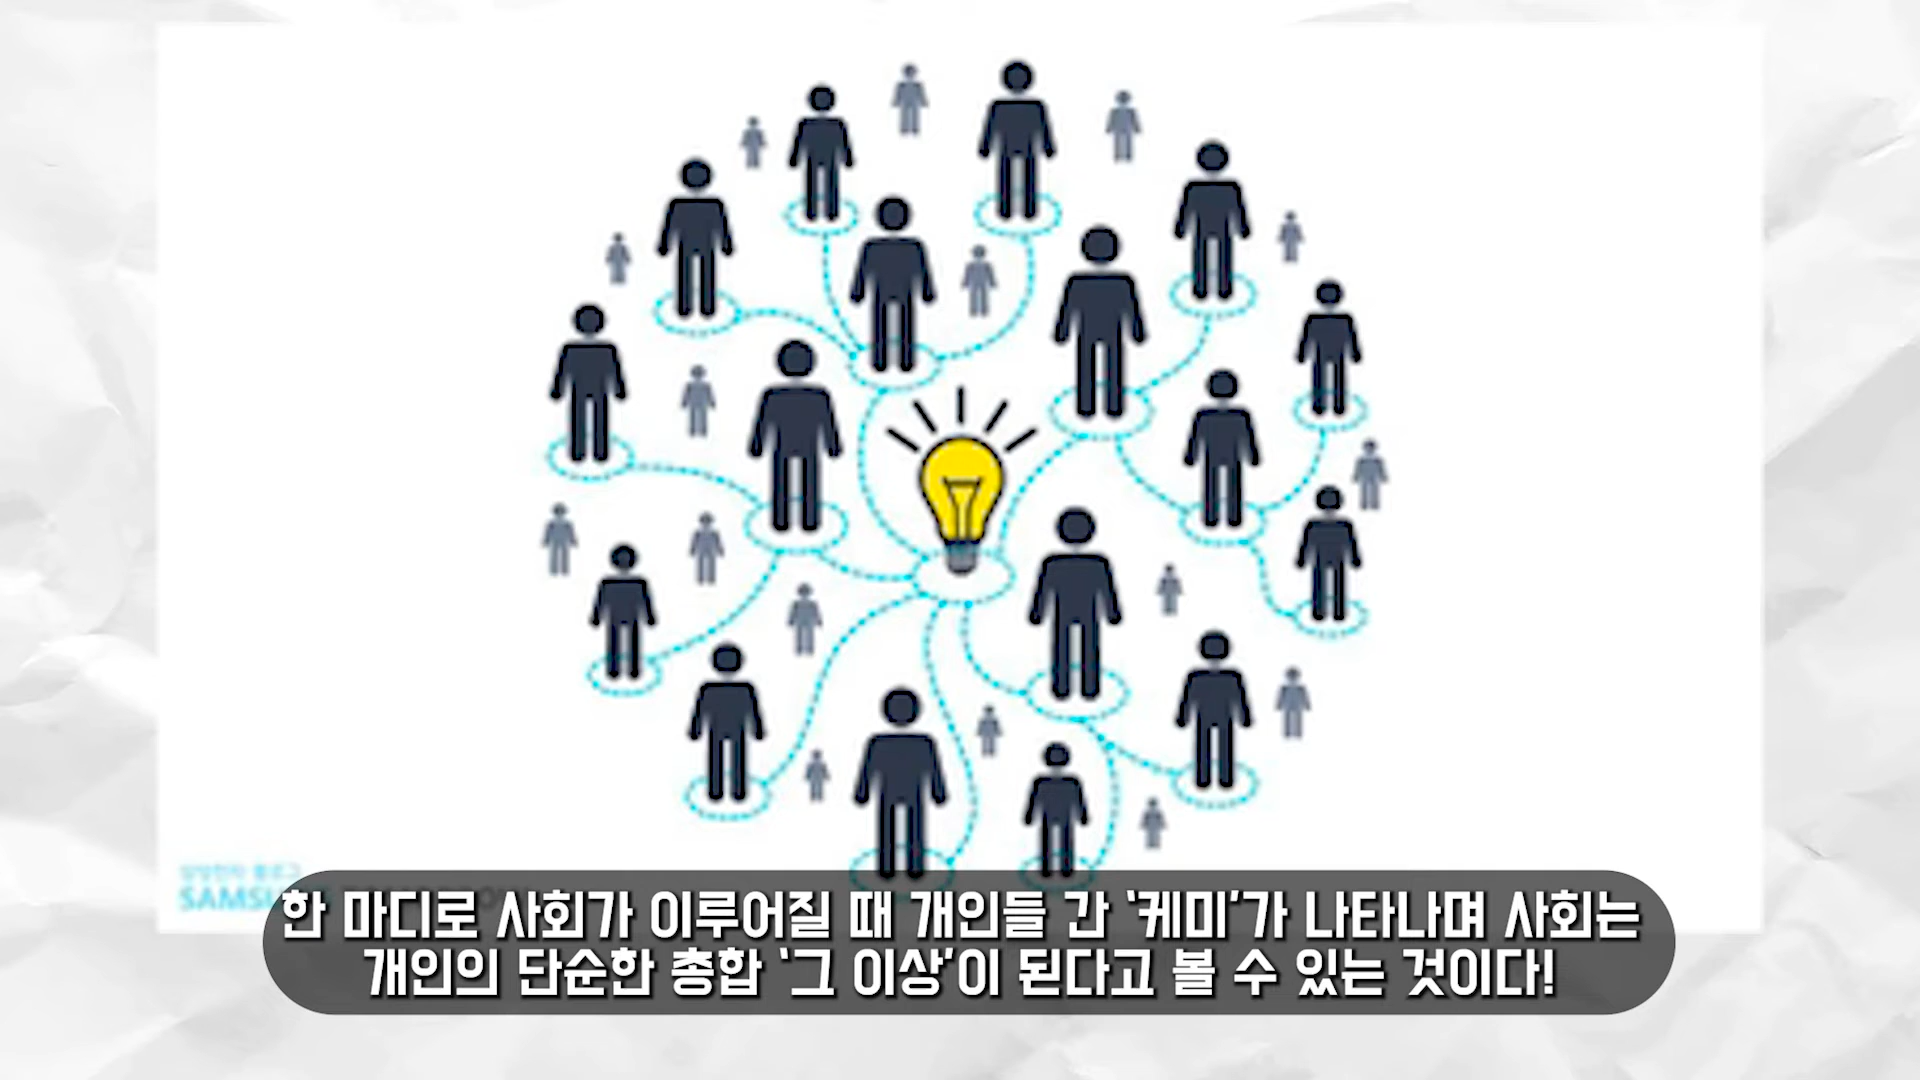 한 마디로 사회가 이루어질 때 개인들 간 '케미'가 나타나며 사회는
개인의 단순한 총합 '그 이상'이 된다고 볼 수 있는 것이다!